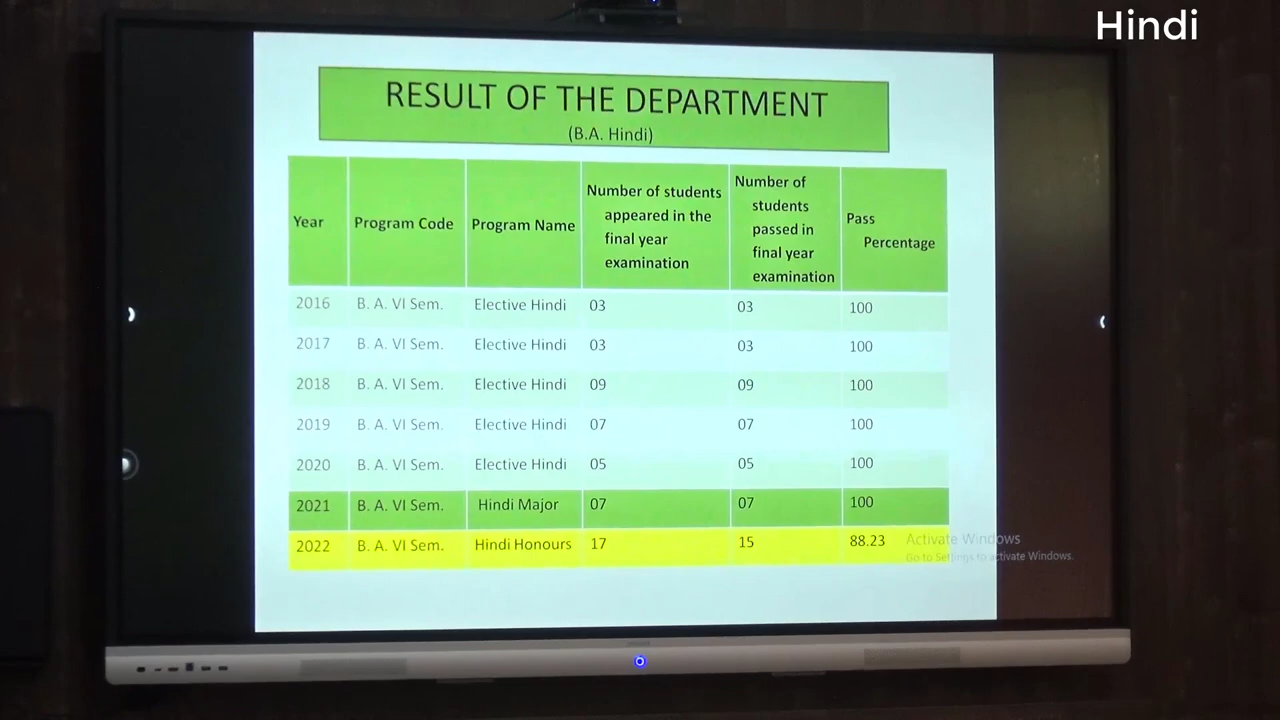 Hindi
RESULT OF THE DEPARTMENT
(B.A. Hindi)
Year
Program Code
Program Name
Number of students
appeared in the
final year
examination
Number of
students
passed in
final year
examination
Pass
Percentage
2016 B. A. VI Sem. Elective Hindi 03 03 100
2017 B. A. VI Sem. Elective Hindi 03 03 100
2018 B. A. VI Sem. Elective Hindi 09 09 100
2019 B. A. VI Sem. Elective Hindi 07 07 100
2020 B. A. VI Sem. Elective Hindi 05 05 100
2021 B. A. VI Sem. Hindi Major 07 07 100
2022 B. A. VI Sem. Hindi Honours 17 15 88.23
Activate Windows
Go to Settings to activate Windows.